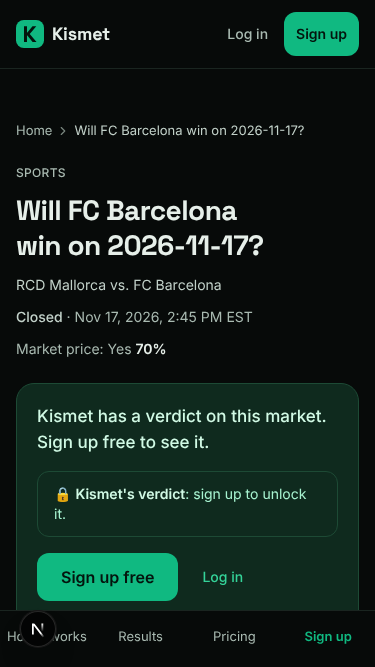 K Kismet Log in Sign up
Home > Will FC Barcelona win on 2026-11-17?
SPORTS
Will FC Barcelona
win on 2026-11-17?
RCD Mallorca vs. FC Barcelona
Closed · Nov 17, 2026, 2:45 PM EST
Market price: Yes 70%
Kismet has a verdict on this market.
Sign up free to see it.
🔒 Kismet's verdict: sign up to unlock
it.
Sign up free Log in
N works Results Pricing Sign up